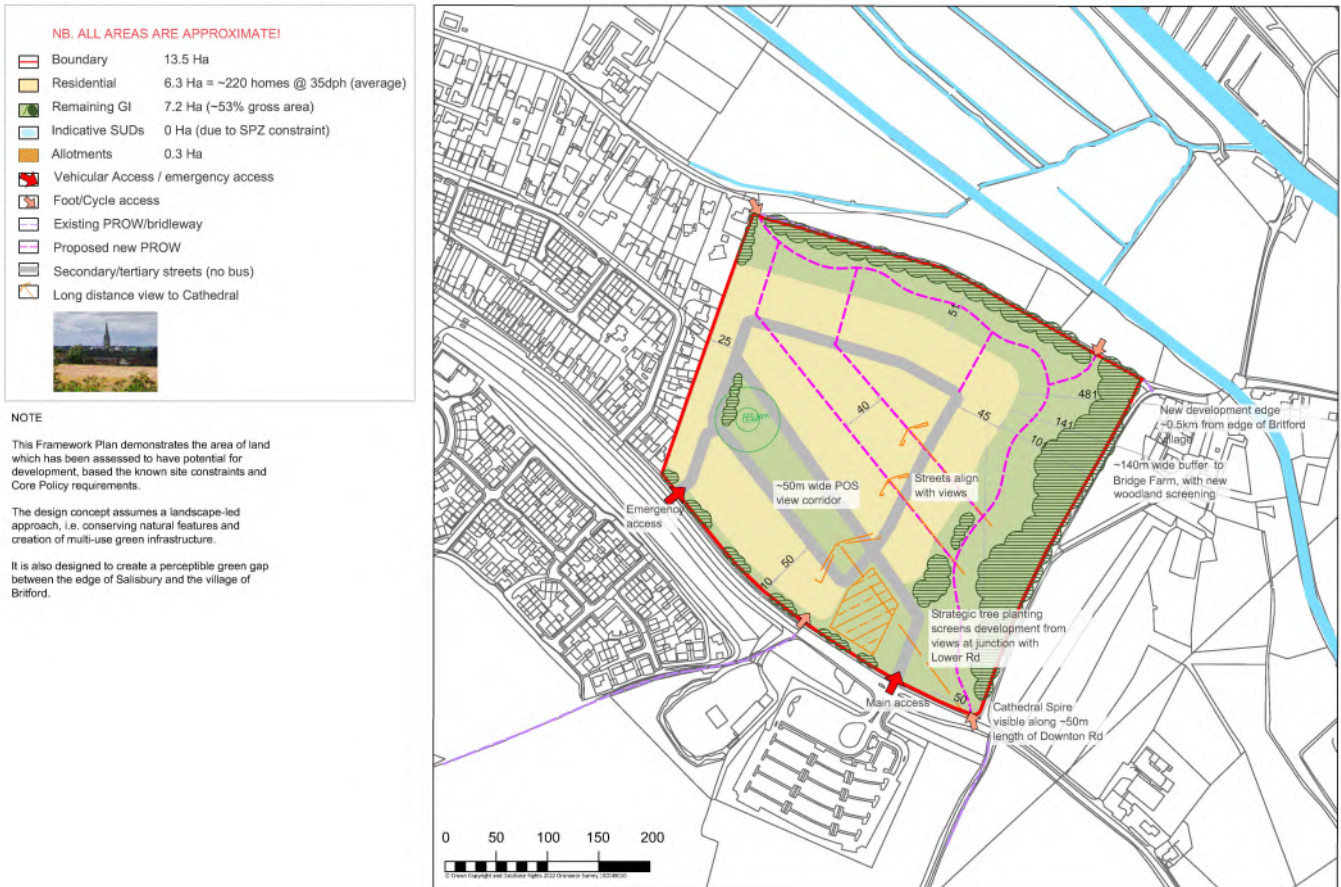 NB. ALL AREAS ARE APPROXIMATE!
Boundary 13.5 Ha
Residential 6.3 Ha = ~220 homes @ 35dph (average)
Remaining GI 7.2 Ha (~53% gross area)
Indicative SUDs 0 Ha (due to SPZ constraint)
Allotments 0.3 Ha
Vehicular Access / emergency access
Foot/Cycle access
Existing PROW/bridleway
Proposed new PROW
Secondary/tertiary streets (no bus)
Long distance view to Cathedral
NOTE
This Framework Plan demonstrates the area of land
which has been assessed to have potential for
development, based the known site constraints and
Core Policy requirements.
The design concept assumes a landscape-led
approach, i.e. conserving natural features and
creation of multi-use green infrastructure.
It is also designed to create a perceptible green gap
between the edge of Salisbury and the village of
Britford.
51
25
481
40
45
141
101
New development edge
~0.5km from edge of Britford
village
~140m wide buffer to
Bridge Farm, with new
woodland screening
~50m wide POS
view corridor
Streets align
with views
Emergency
access
50
10
Strategic tree planting
screens development from
views at junction with
Lower Rd
Main access
50
Cathedral Spire
visible along ~50m
length of Downton Rd
0 50 100 150 200
© Crown Copyright and Database Rights 2022 Ordnance Survey